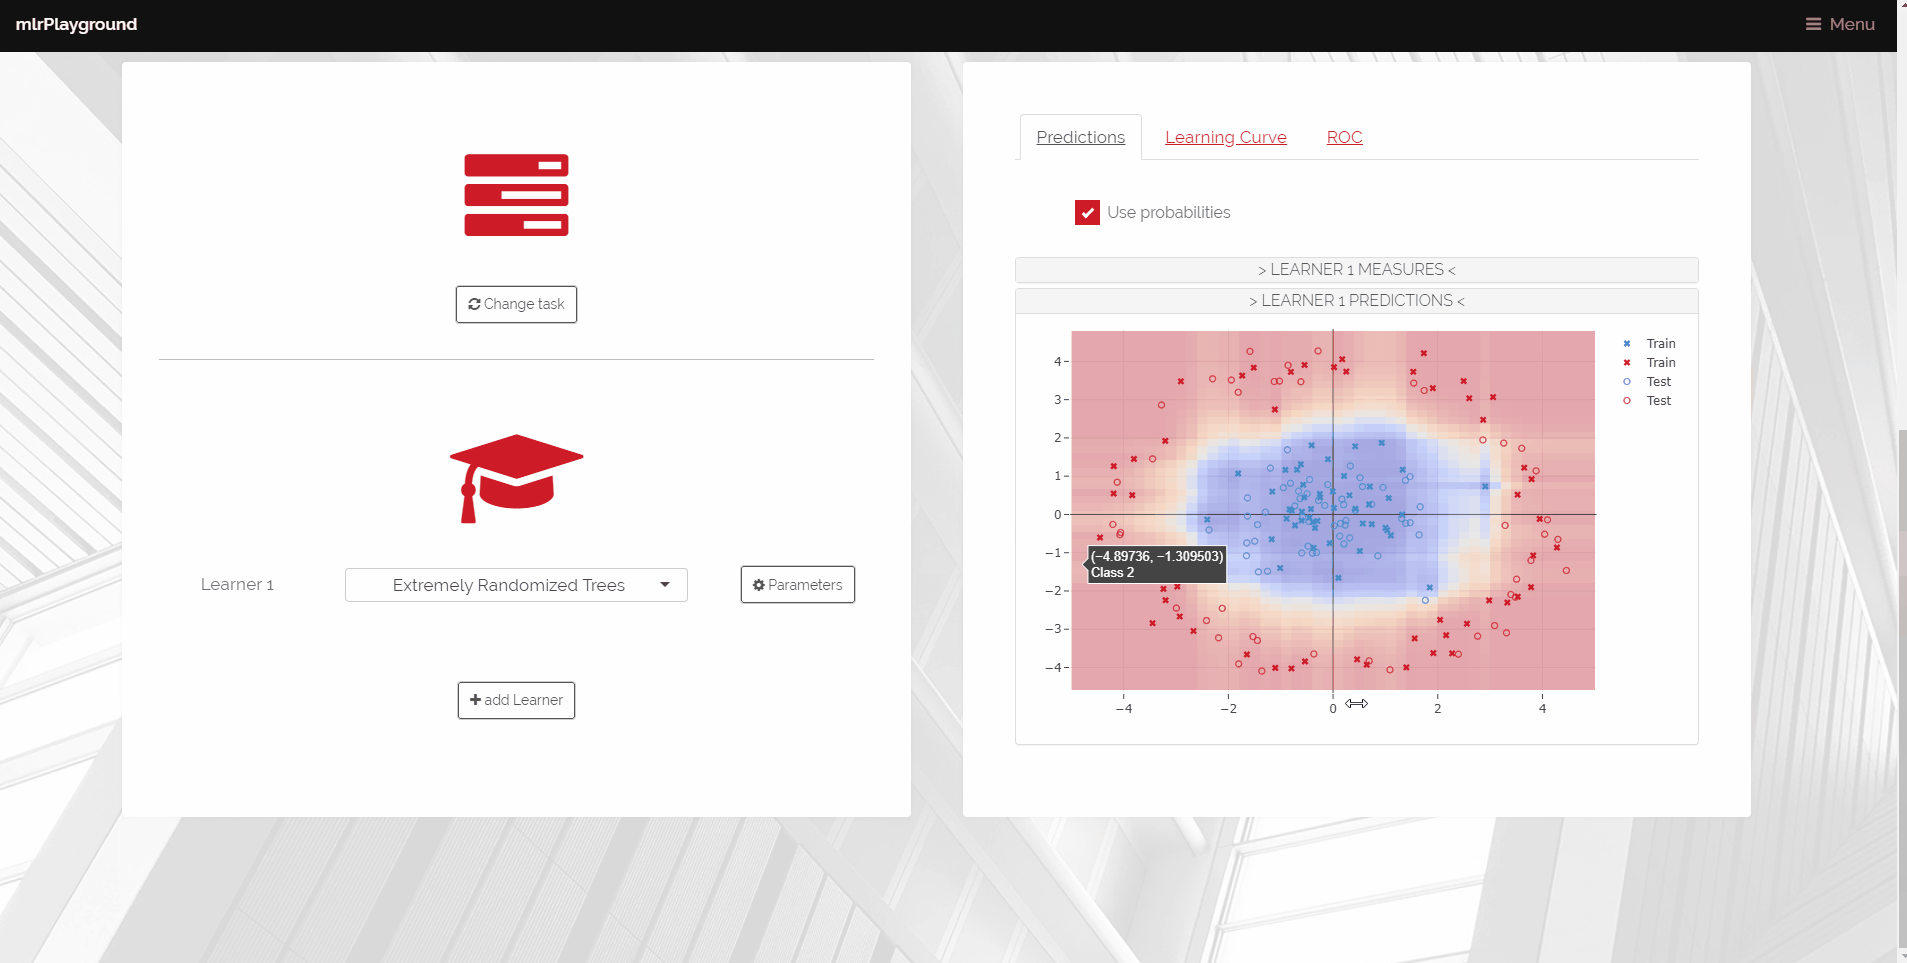 mlrPlayground
Menu
Change task
Learner 1
Extremely Randomized Trees
Parameters
add Learner
Predictions
Learning Curve
ROC
Use probabilities
> LEARNER 1 MEASURES <
> LEARNER 1 PREDICTIONS <
4
3
2
1
0
−1
−2
−3
−4
−4
−2
0
2
4
(−4.89736, −1.309503)
Class 2
Train
Train
Test
Test